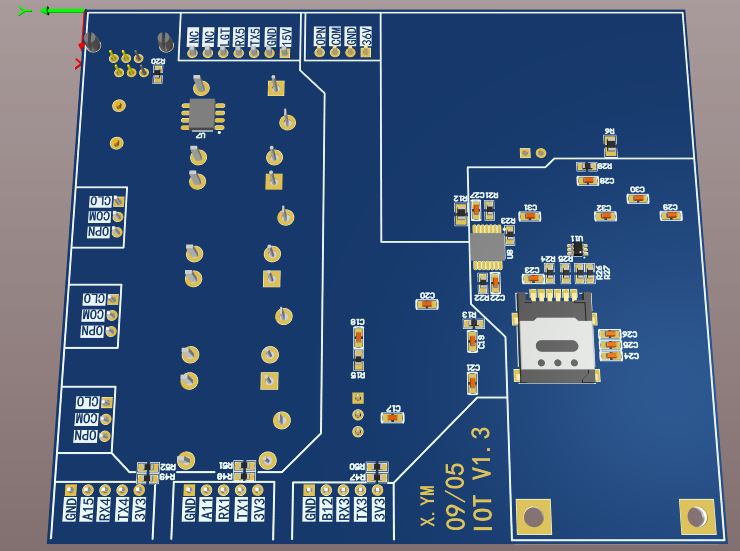 Y
X
NC
NC
LGT
RX5
TX5
GND
15V
OPN
COM
GND
36V
R20
U7
R6
R28
C28
C30
R12
C27
R21
C31
C32
C29
R23
CLO
COM
OPN
U8
U11
R24
R25
R26
R27
C23
R22
C22
CLO
COM
OPN
C20
C18
R13
C19
C26
C25
C24
R15
C21
CLO
COM
OPN
C17
R52
R49
R51
R48
R50
R47
GND
A15
RX4
TX4
3V3
GND
A11
RX1
TX1
3V3
GND
B12
RX3
TX3
3V3
X. YM
09/05
IOT V1.3